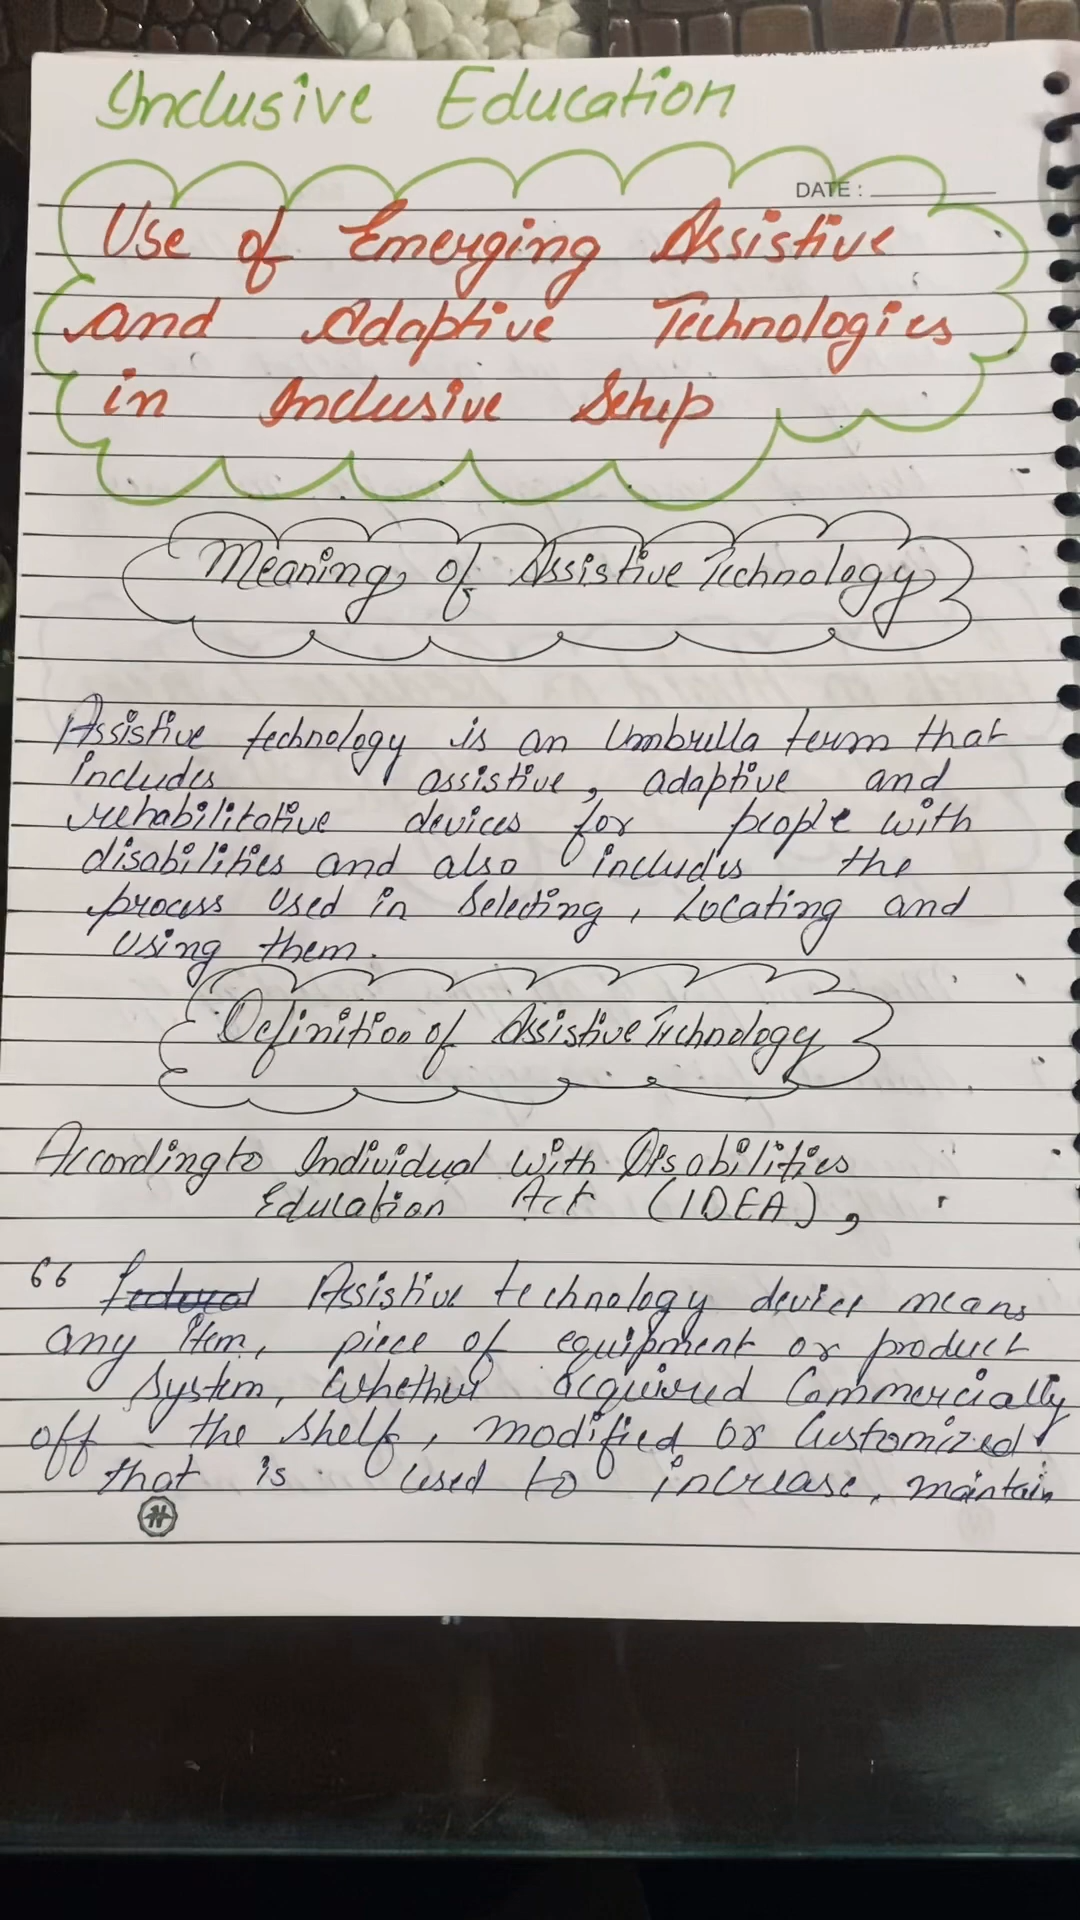 Inclusive Education
DATE :
Use of Emerging Assistive
and Adaptive Technologies
in Inclusive Setup
Meaning of Assistive Technology
Assistive technology is an Umbrella term that
includes assistive, adaptive and
rehabilitative devices for people with
disabilities and also includes the
process used in Selecting, Locating and
using them.
Definition of Assistive Technology
According to Individual with Disabilities
Education Act (IDEA),
" Federal Assistive technology device means
any item, piece of equipment or product
System, whether acquired Commercially
off - the shelf, modified or Customized
that is used to increase, maintain